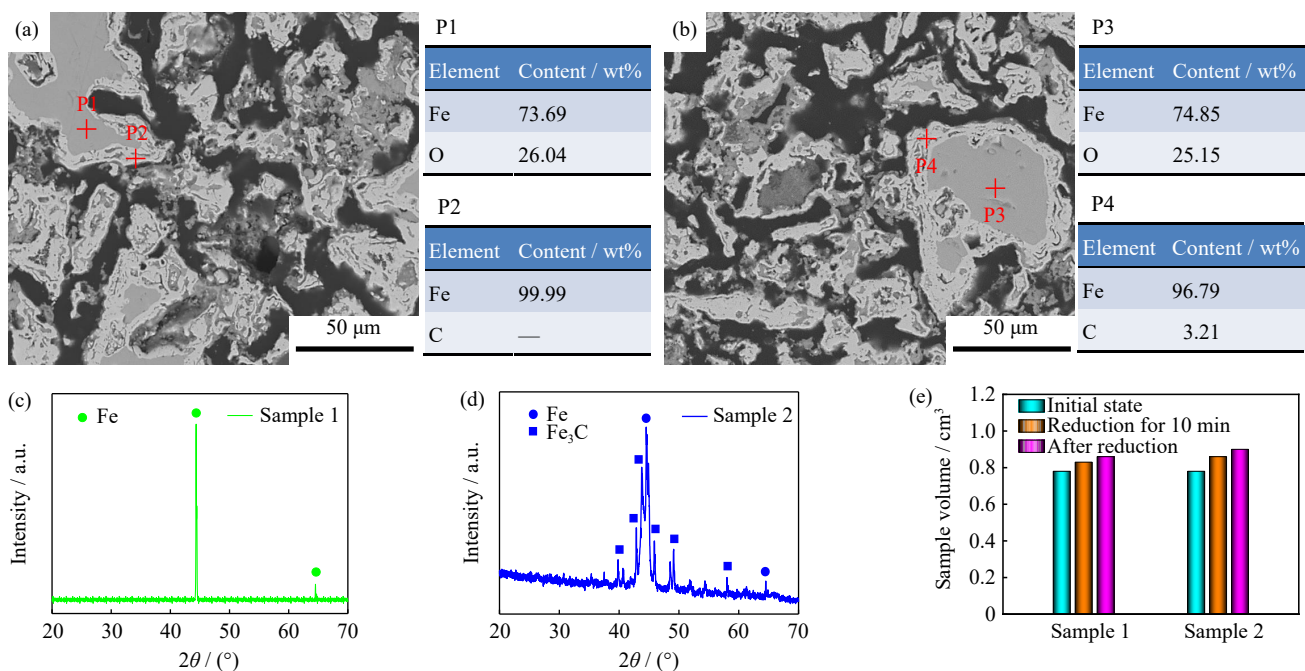 (a)
P1
P2
50 μm
P1
Element Content / wt%
Fe 73.69
O 26.04
P2
Element Content / wt%
Fe 99.99
C —
(b)
P4
P3
50 μm
P3
Element Content / wt%
Fe 74.85
O 25.15
P4
Element Content / wt%
Fe 96.79
C 3.21
(c)
Fe
Sample 1
Intensity / a.u.
20 30 40 50 60 70
2θ / (°)
(d)
Fe
Fe₃C
Sample 2
Intensity / a.u.
20 30 40 50 60 70
2θ / (°)
(e)
Initial state
Reduction for 10 min
After reduction
Sample volume / cm³
1.2
1.0
0.8
0.6
0.4
0.2
0
Sample 1 Sample 2